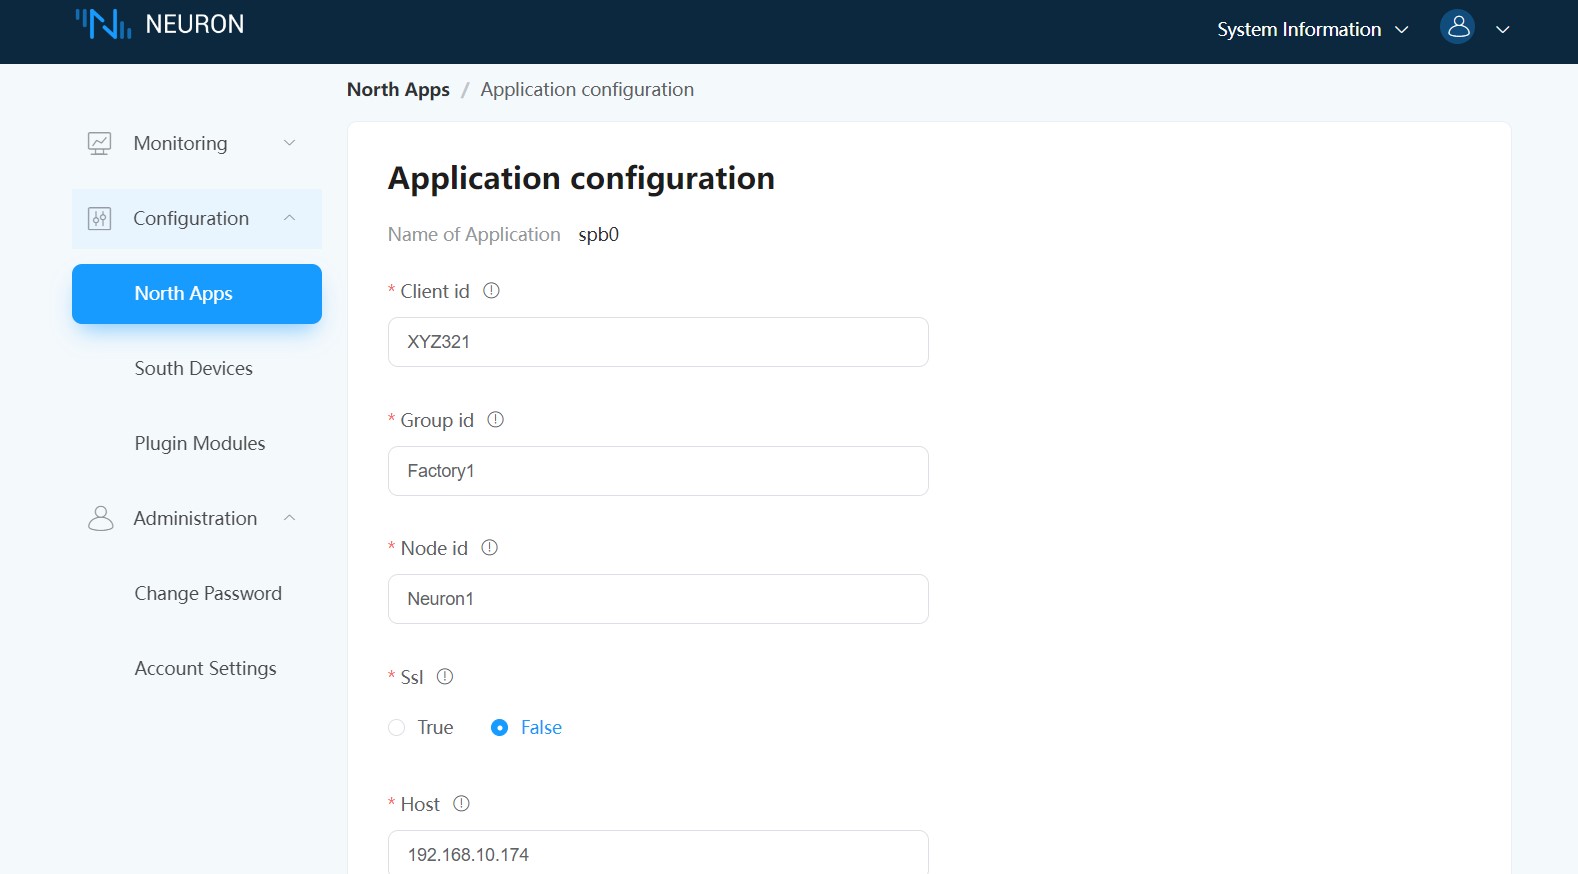 NEURON
System Information
North Apps / Application configuration
Monitoring
Configuration
North Apps
South Devices
Plugin Modules
Administration
Change Password
Account Settings
Application configuration
Name of Application spb0
* Client id
XYZ321
* Group id
Factory1
* Node id
Neuron1
* Ssl
True False
* Host
192.168.10.174